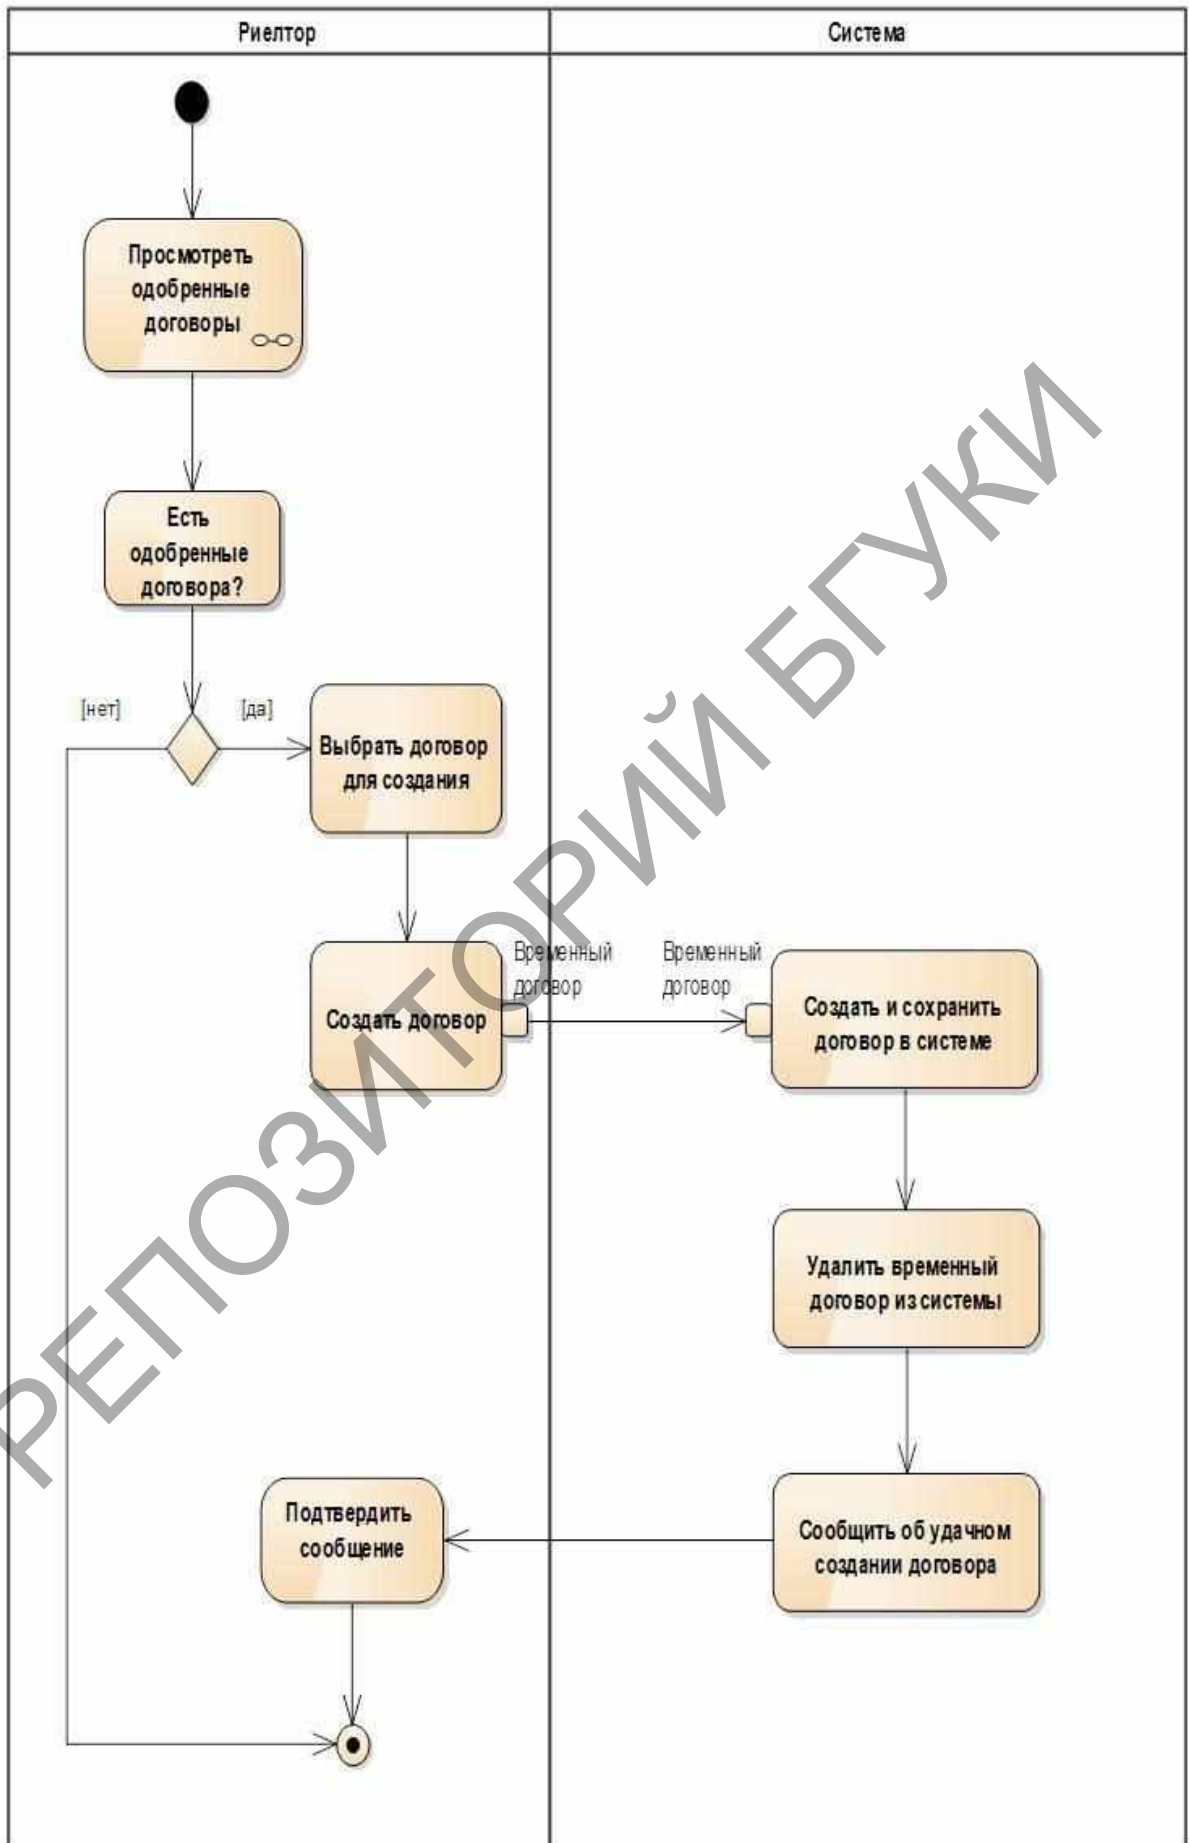 Риелтор
Система
Просмотреть
одобренные
договоры
Есть
одобренные
договора?
[нет]
[да]
Выбрать договор
для создания
Создать договор
Временный
договор
Временный
договор
Создать и сохранить
договор в системе
Удалить временный
договор из системы
Сообщить об удачном
создании договора
Подтвердить
сообщение
РЕПОЗИТОРИЙ БГУКИ